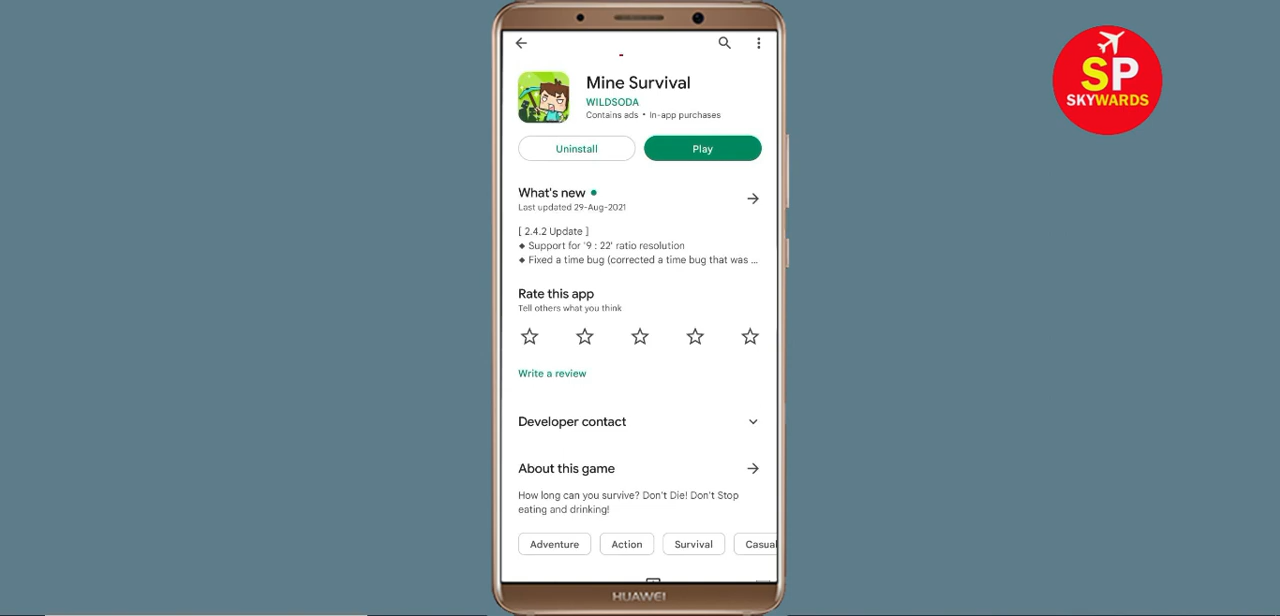 SP
SKYWARDS
Mine Survival
WILDSODA
Contains ads • In-app purchases
Uninstall
Play
What's new
Last updated 29-Aug-2021
[ 2.4.2 Update ]
◆ Support for '9 : 22' ratio resolution
◆ Fixed a time bug (corrected a time bug that was ...
Rate this app
Tell others what you think
Write a review
Developer contact
About this game
How long can you survive? Don't Die! Don't Stop
eating and drinking!
Adventure
Action
Survival
Casual
HUAWEI